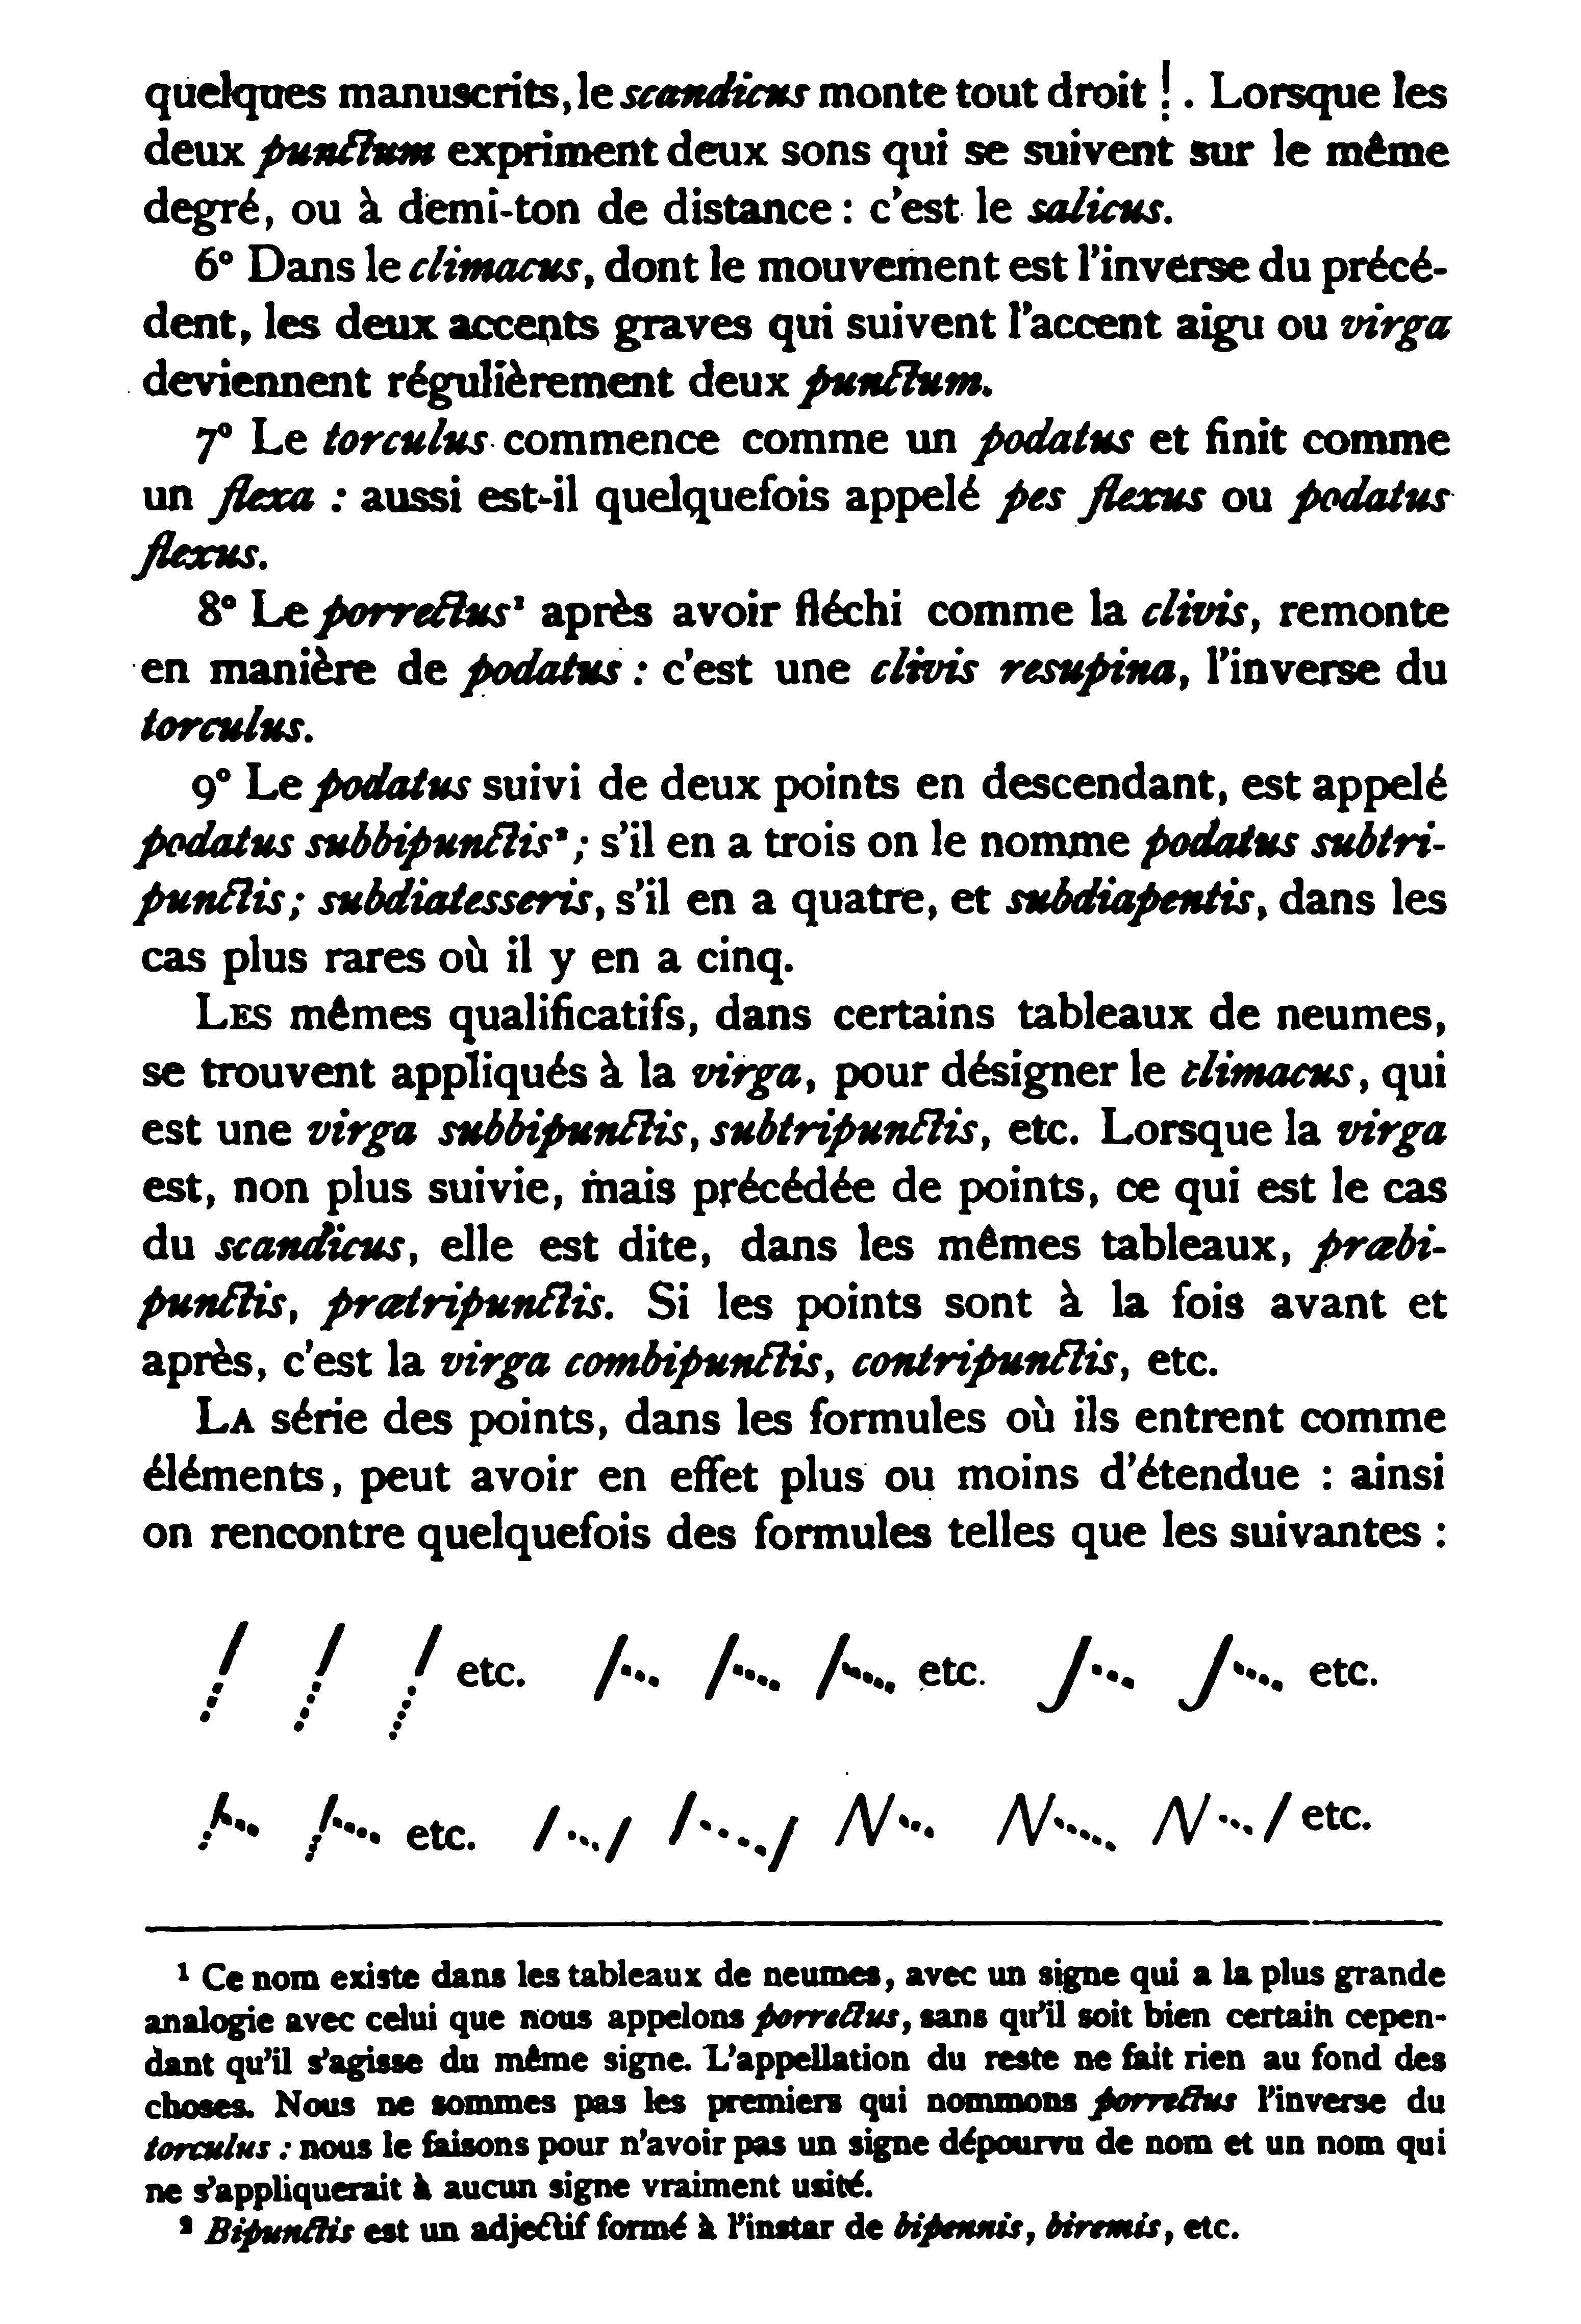 quelques manuscrits, le scandicus monte tout droit . Lorsque les
deux punctum expriment deux sons qui se suivent sur le même
degré, ou à demi-ton de distance : c'est le salicus.
6º Dans le climacus, dont le mouvement est l'inverse du précé-
dent, les deux accents graves qui suivent l'accent aigu ou virga
deviennent régulièrement deux punctum.
7º Le torculus commence comme un podatus et finit comme
un flexa : aussi est-il quelquefois appelé pes flexus ou podatus
flexus.
8º Le porrectus¹ après avoir fléchi comme la clivis, remonte
en manière de podatus : c'est une clivis resupina, l'inverse du
torculus.
9º Le podatus suivi de deux points en descendant, est appelé
podatus subbipunctis² ; s'il en a trois on le nomme podatus subtri-
punctis ; subdiatesseris, s'il en a quatre, et subdiapentis, dans les
cas plus rares où il y en a cinq.
LES mêmes qualificatifs, dans certains tableaux de neumes,
se trouvent appliqués à la virga, pour désigner le climacus, qui
est une virga subbipunctis, subtripunctis, etc. Lorsque la virga
est, non plus suivie, mais précédée de points, ce qui est le cas
du scandicus, elle est dite, dans les mêmes tableaux, præbi-
punctis, prætripunctis. Si les points sont à la fois avant et
après, c'est la virga combipunctis, contripunctis, etc.
LA série des points, dans les formules où ils entrent comme
éléments, peut avoir en effet plus ou moins d'étendue : ainsi
on rencontre quelquefois des formules telles que les suivantes :
etc. etc. etc.
etc. etc.
¹ Ce nom existe dans les tableaux de neumes, avec un signe qui a la plus grande
analogie avec celui que nous appelons porrectus, sans qu'il soit bien certain cepen-
dant qu'il s'agisse du même signe. L'appellation du reste ne fait rien au fond des
choses. Nous ne sommes pas les premiers qui nommons porrectus l'inverse du
torculus : nous le faisons pour n'avoir pas un signe dépourvu de nom et un nom qui
ne s'appliquerait à aucun signe vraiment usité.
² Bipunctis est un adjectif formé à l'instar de bipennis, biremis, etc.